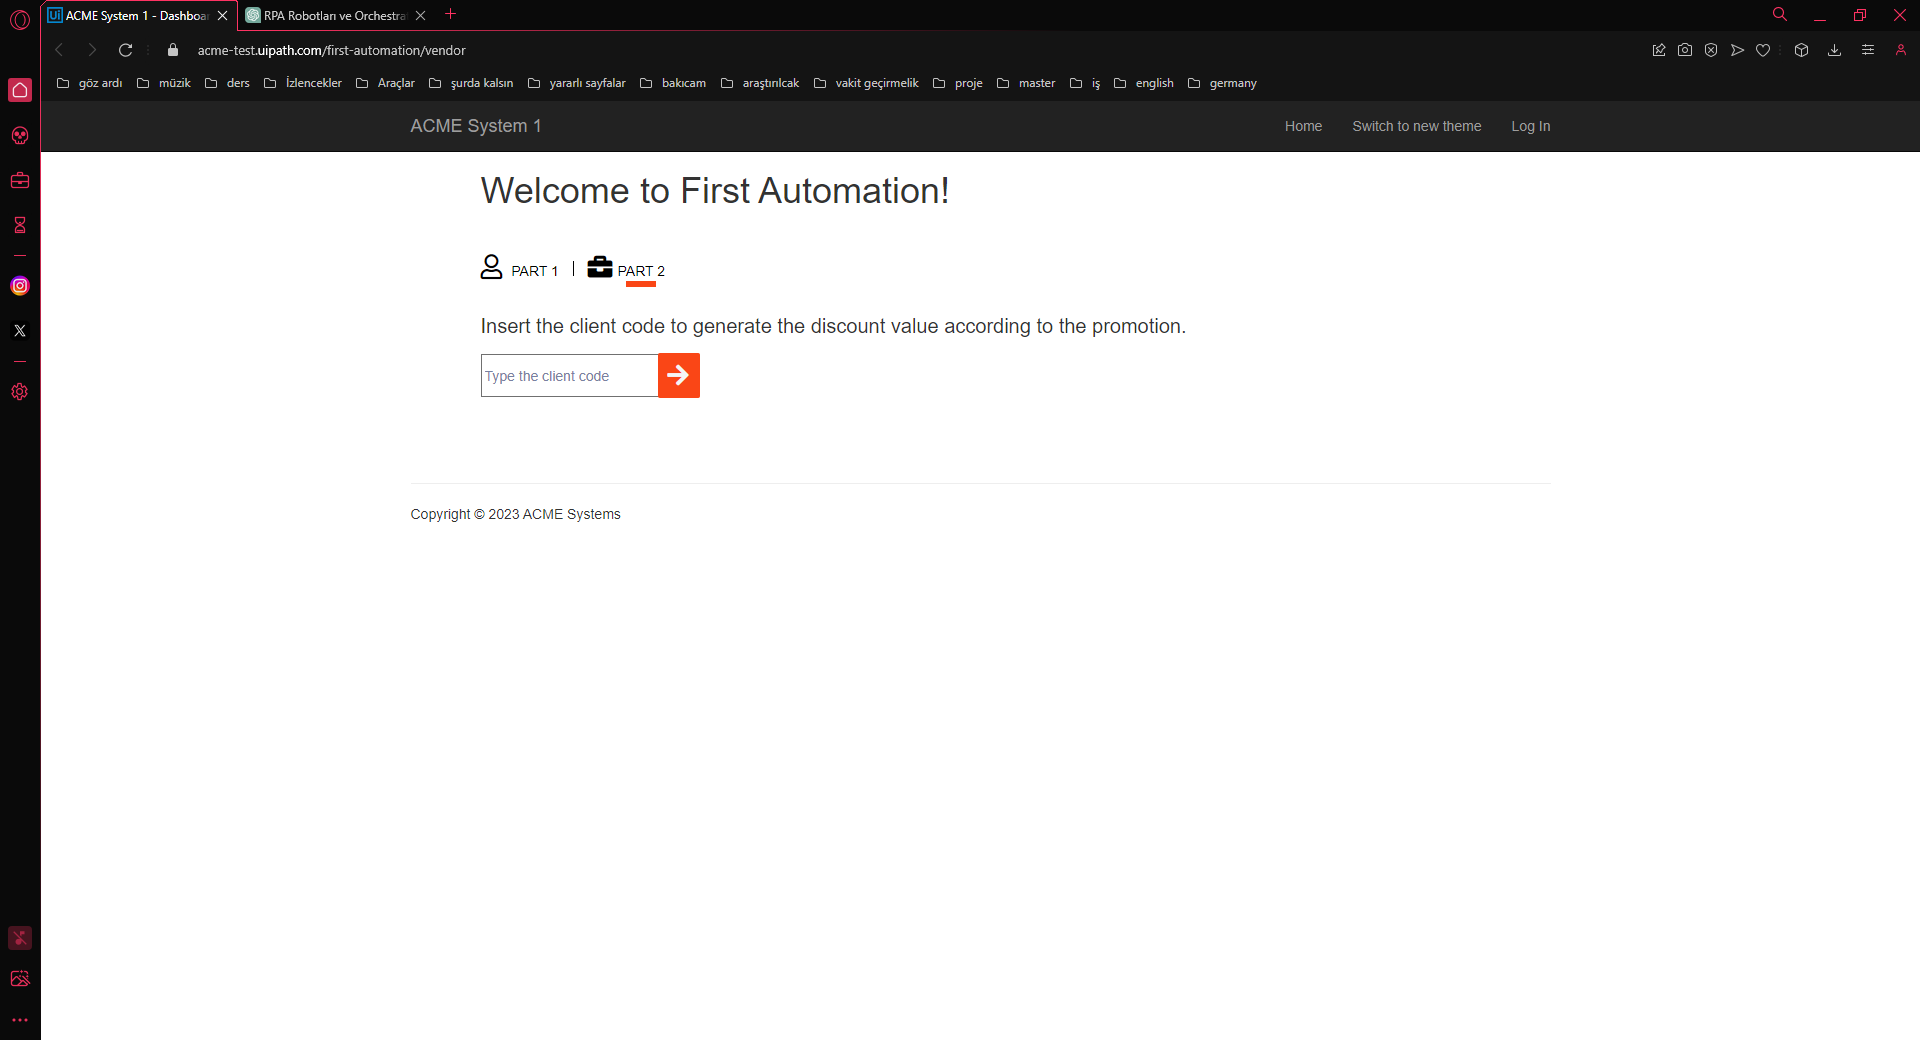 ACME System 1 - Dashboa
RPA Robotları ve Orchestra
acme-test.uipath.com/first-automation/vendor
göz ardı müzik ders İzlencekler Araçlar şurda kalsın yararlı sayfalar bakıcam araştırılcak vakit geçirmelik proje master iş english germany
ACME System 1 Home Switch to new theme Log In
Welcome to First Automation!
PART 1 | PART 2
Insert the client code to generate the discount value according to the promotion.
Type the client code
Copyright © 2023 ACME Systems